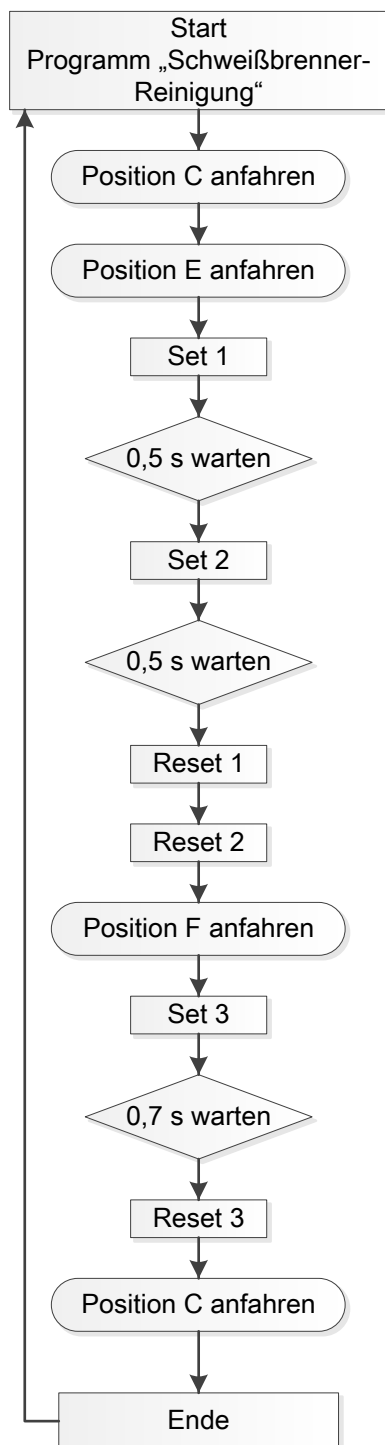 Start
Programm „Schweißbrenner-
Reinigung“
Position C anfahren
Position E anfahren
Set 1
0,5 s warten
Set 2
0,5 s warten
Reset 1
Reset 2
Position F anfahren
Set 3
0,7 s warten
Reset 3
Position C anfahren
Ende